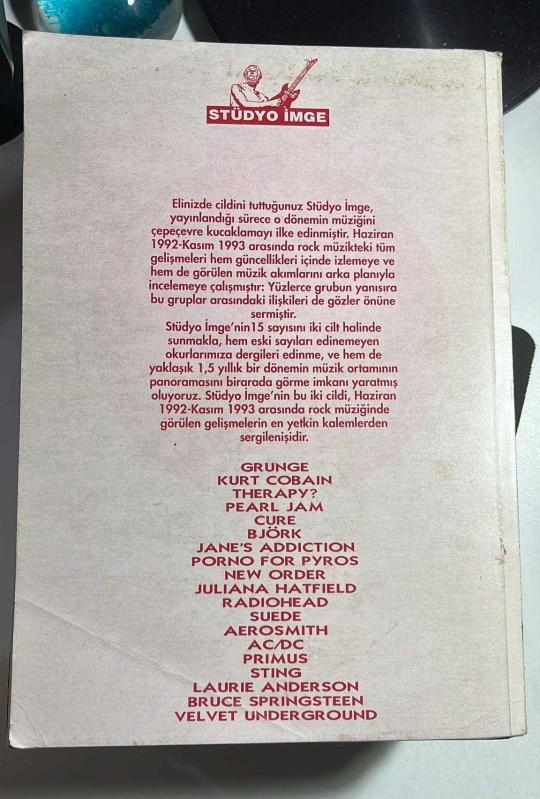 STÜDYO İMGE
Elinizde cildini tuttuğunuz Stüdyo İmge,
yayınlandığı sürece o dönemin müziğini
çepeçevre kucaklamayı ilke edinmiştir. Haziran
1992-Kasım 1993 arasında rock müzikteki tüm
gelişmeleri hem güncellikleri içinde izlemeye ve
hem de görülen müzik akımlarını arka planıyla
incelemeye çalışmıştır: Yüzlerce grubun yanısıra
bu gruplar arasındaki ilişkileri de gözler önüne
sermiştir.
Stüdyo İmge'nin15 sayısını iki cilt halinde
sunmakla, hem eski sayıları edinemeyen
okurlarımıza dergileri edinme, ve hem de
yaklaşık 1,5 yıllık bir dönemin müzik ortamının
panoramasını birarada görme imkanı yaratmış
oluyoruz. Stüdyo İmge'nin bu iki cildi, Haziran
1992-Kasım 1993 arasında rock müziğinde
görülen gelişmelerin en yetkin kalemlerden
sergilenişidir.
GRUNGE
KURT COBAIN
THERAPY?
PEARL JAM
CURE
BJÖRK
JANE'S ADDICTION
PORNO FOR PYROS
NEW ORDER
JULIANA HATFIELD
RADIOHEAD
SUEDE
AEROSMITH
AC/DC
PRIMUS
STING
LAURIE ANDERSON
BRUCE SPRINGSTEEN
VELVET UNDERGROUND